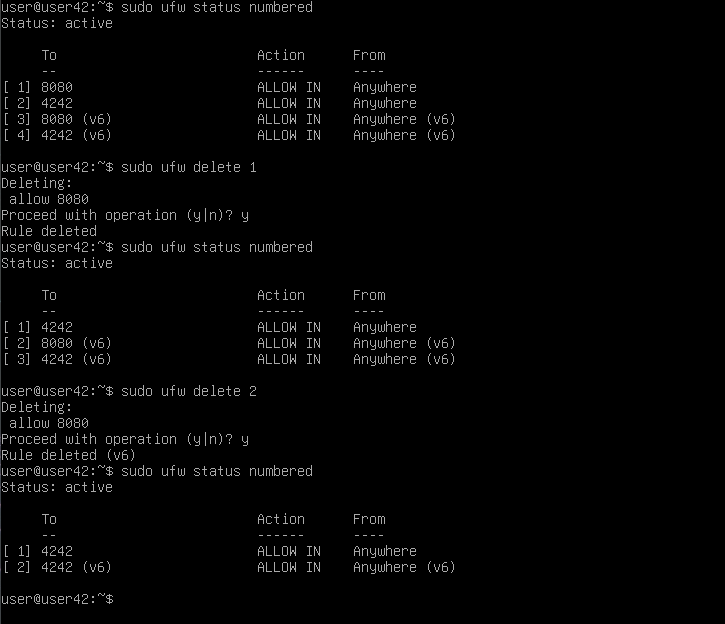 user@user42:~$ sudo ufw status numbered
Status: active
     To                         Action      From
     --                         ------      ----
[ 1] 8080                       ALLOW IN    Anywhere
[ 2] 4242                       ALLOW IN    Anywhere
[ 3] 8080 (v6)                  ALLOW IN    Anywhere (v6)
[ 4] 4242 (v6)                  ALLOW IN    Anywhere (v6)
user@user42:~$ sudo ufw delete 1
Deleting:
 allow 8080
Proceed with operation (y|n)? y
Rule deleted
user@user42:~$ sudo ufw status numbered
Status: active
     To                         Action      From
     --                         ------      ----
[ 1] 4242                       ALLOW IN    Anywhere
[ 2] 8080 (v6)                  ALLOW IN    Anywhere (v6)
[ 3] 4242 (v6)                  ALLOW IN    Anywhere (v6)
user@user42:~$ sudo ufw delete 2
Deleting:
 allow 8080
Proceed with operation (y|n)? y
Rule deleted (v6)
user@user42:~$ sudo ufw status numbered
Status: active
     To                         Action      From
     --                         ------      ----
[ 1] 4242                       ALLOW IN    Anywhere
[ 2] 4242 (v6)                  ALLOW IN    Anywhere (v6)
user@user42:~$